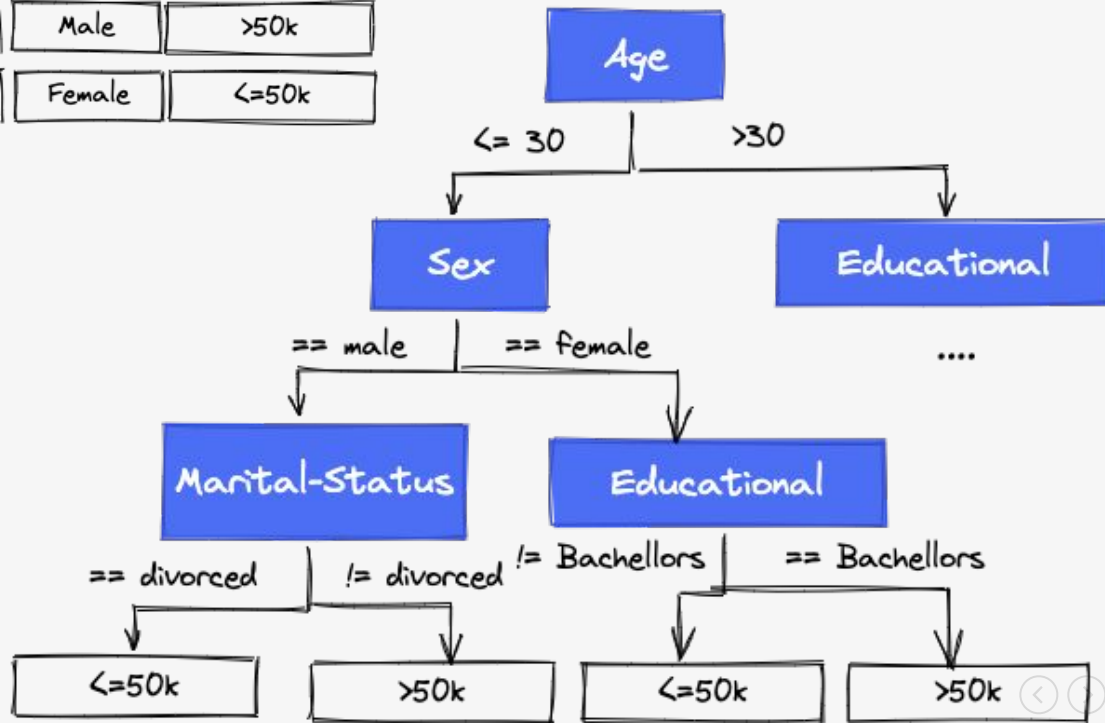 Male >50k
Female <=50k
Age
<= 30 >30
Sex Educational
== male == female
....
Marital-Status Educational
== divorced != divorced != Bachellors == Bachellors
<=50k >50k <=50k >50k